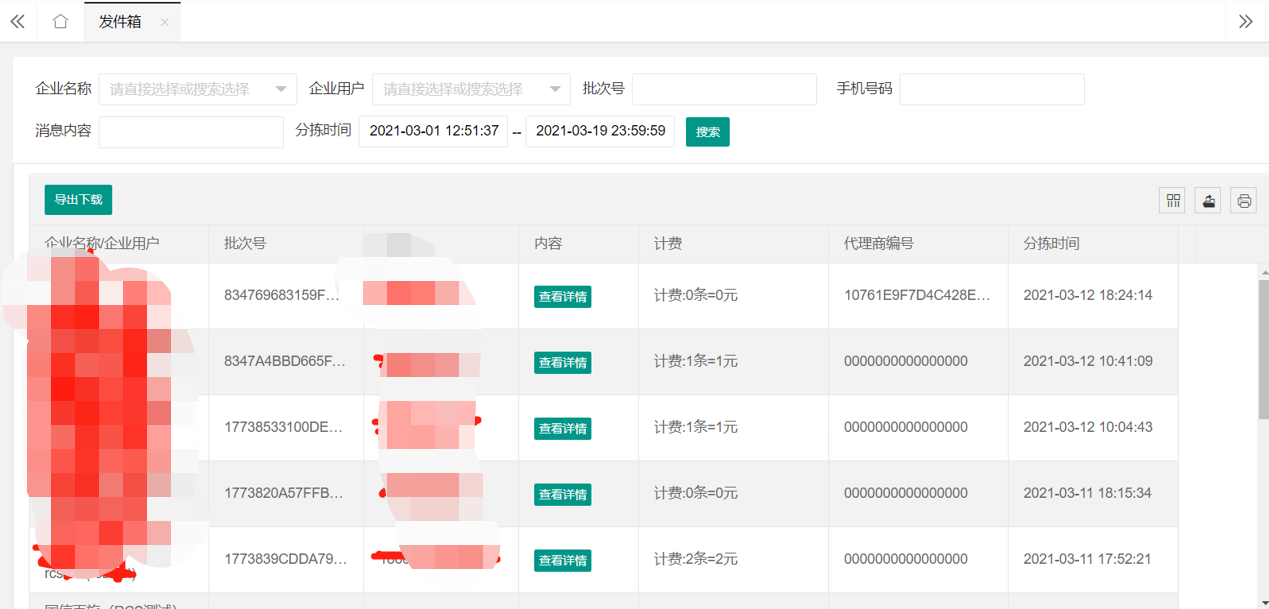 发件箱
企业名称 请直接选择或搜索选择 企业用户 请直接选择或搜索选择 批次号 手机号码
消息内容 分拣时间 2021-03-01 12:51:37 -- 2021-03-19 23:59:59 搜索
导出下载
企业名称/企业用户 批次号 内容 计费 代理商编号 分拣时间
834769683159F... 查看详情 计费:0条=0元 10761E9F7D4C428E... 2021-03-12 18:24:14
8347A4BBD665F... 查看详情 计费:1条=1元 0000000000000000 2021-03-12 10:41:09
17738533100DE... 查看详情 计费:1条=1元 0000000000000000 2021-03-12 10:04:43
1773820A57FFB... 查看详情 计费:0条=0元 0000000000000000 2021-03-11 18:15:34
1773839CDDA79... 查看详情 计费:2条=2元 0000000000000000 2021-03-11 17:52:21